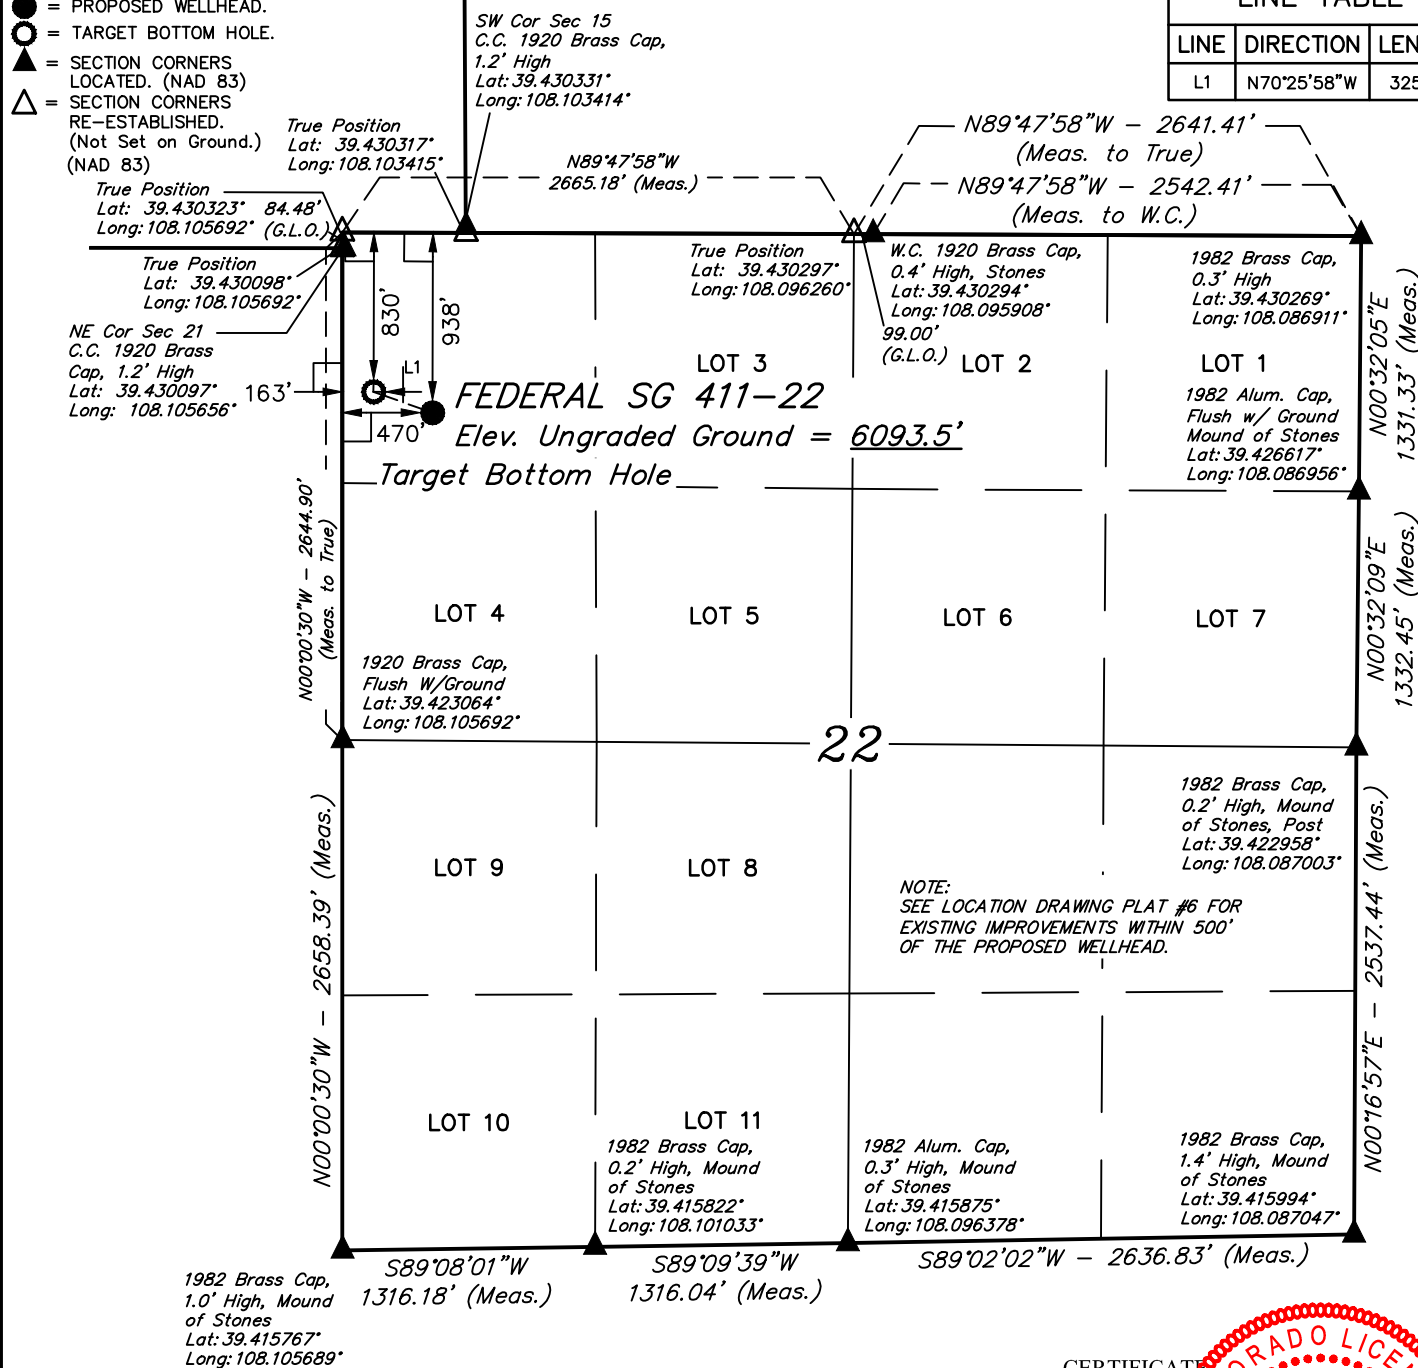 = PROPOSED WELLHEAD.
= TARGET BOTTOM HOLE.
= SECTION CORNERS
LOCATED. (NAD 83)
= SECTION CORNERS
RE-ESTABLISHED.
(Not Set on Ground.)
(NAD 83)
LINE TABLE
LINE DIRECTION LEN
L1 N70°25'58"W 325
SW Cor Sec 15
C.C. 1920 Brass Cap,
1.2' High
Lat: 39.430331°
Long: 108.103414°
True Position
Lat: 39.430317°
Long: 108.103415°
N89°47'58"W
2665.18' (Meas.)
N89°47'58"W - 2641.41'
(Meas. to True)
N89°47'58"W - 2542.41'
(Meas. to W.C.)
True Position
Lat: 39.430323°
Long: 108.105692°
84.48'
(G.L.O.)
True Position
Lat: 39.430098°
Long: 108.105692°
NE Cor Sec 21
C.C. 1920 Brass
Cap, 1.2' High
Lat: 39.430097°
Long: 108.105656°
True Position
Lat: 39.430297°
Long: 108.096260°
W.C. 1920 Brass Cap,
0.4' High, Stones
Lat: 39.430294°
Long: 108.095908°
99.00'
(G.L.O.)
1982 Brass Cap,
0.3' High
Lat: 39.430269°
Long: 108.086911°
830'
938'
L1
163'
470'
LOT 3
LOT 2
LOT 1
FEDERAL SG 411-22
Elev. Ungraded Ground = 6093.5'
Target Bottom Hole
1982 Alum. Cap,
Flush w/ Ground
Mound of Stones
Lat: 39.426617°
Long: 108.086956°
N00°32'05"E
1331.33' (Meas.)
N00°00'30"W - 2644.90'
(Meas. to True)
N00°32'09"E
1332.45' (Meas.)
LOT 4
LOT 5
LOT 6
LOT 7
1920 Brass Cap,
Flush W/Ground
Lat: 39.423064°
Long: 108.105692°
22
1982 Brass Cap,
0.2' High, Mound
of Stones, Post
Lat: 39.422958°
Long: 108.087003°
LOT 9
LOT 8
NOTE:
SEE LOCATION DRAWING PLAT #6 FOR
EXISTING IMPROVEMENTS WITHIN 500'
OF THE PROPOSED WELLHEAD.
N00°00'30"W - 2658.39' (Meas.)
N00°16'57"E - 2537.44' (Meas.)
LOT 10
LOT 11
1982 Brass Cap,
0.2' High, Mound
of Stones
Lat: 39.415822°
Long: 108.101033°
1982 Alum. Cap,
0.3' High, Mound
of Stones
Lat: 39.415875°
Long: 108.096378°
1982 Brass Cap,
1.4' High, Mound
of Stones
Lat: 39.415994°
Long: 108.087047°
S89°08'01"W
1316.18' (Meas.)
S89°09'39"W
1316.04' (Meas.)
S89°02'02"W - 2636.83' (Meas.)
1982 Brass Cap,
1.0' High, Mound
of Stones
Lat: 39.415767°
Long: 108.105689°
CERTIFICATE
ORADO LICE